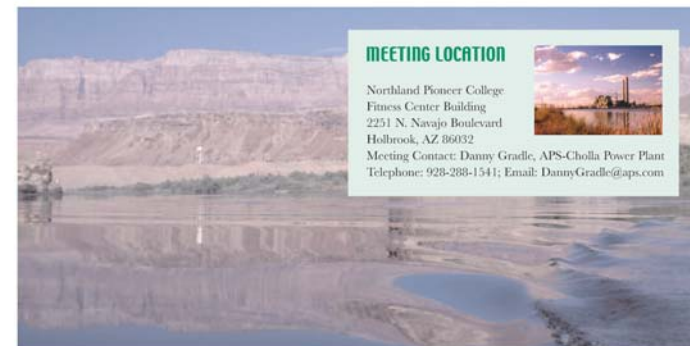 MEETING LOCATION
Northland Pioneer College
Fitness Center Building
2251 N. Navajo Boulevard
Holbrook, AZ 86032
Meeting Contact: Danny Gradle, APS-Cholla Power Plant
Telephone: 928-288-1541; Email: DannyGradle@aps.com